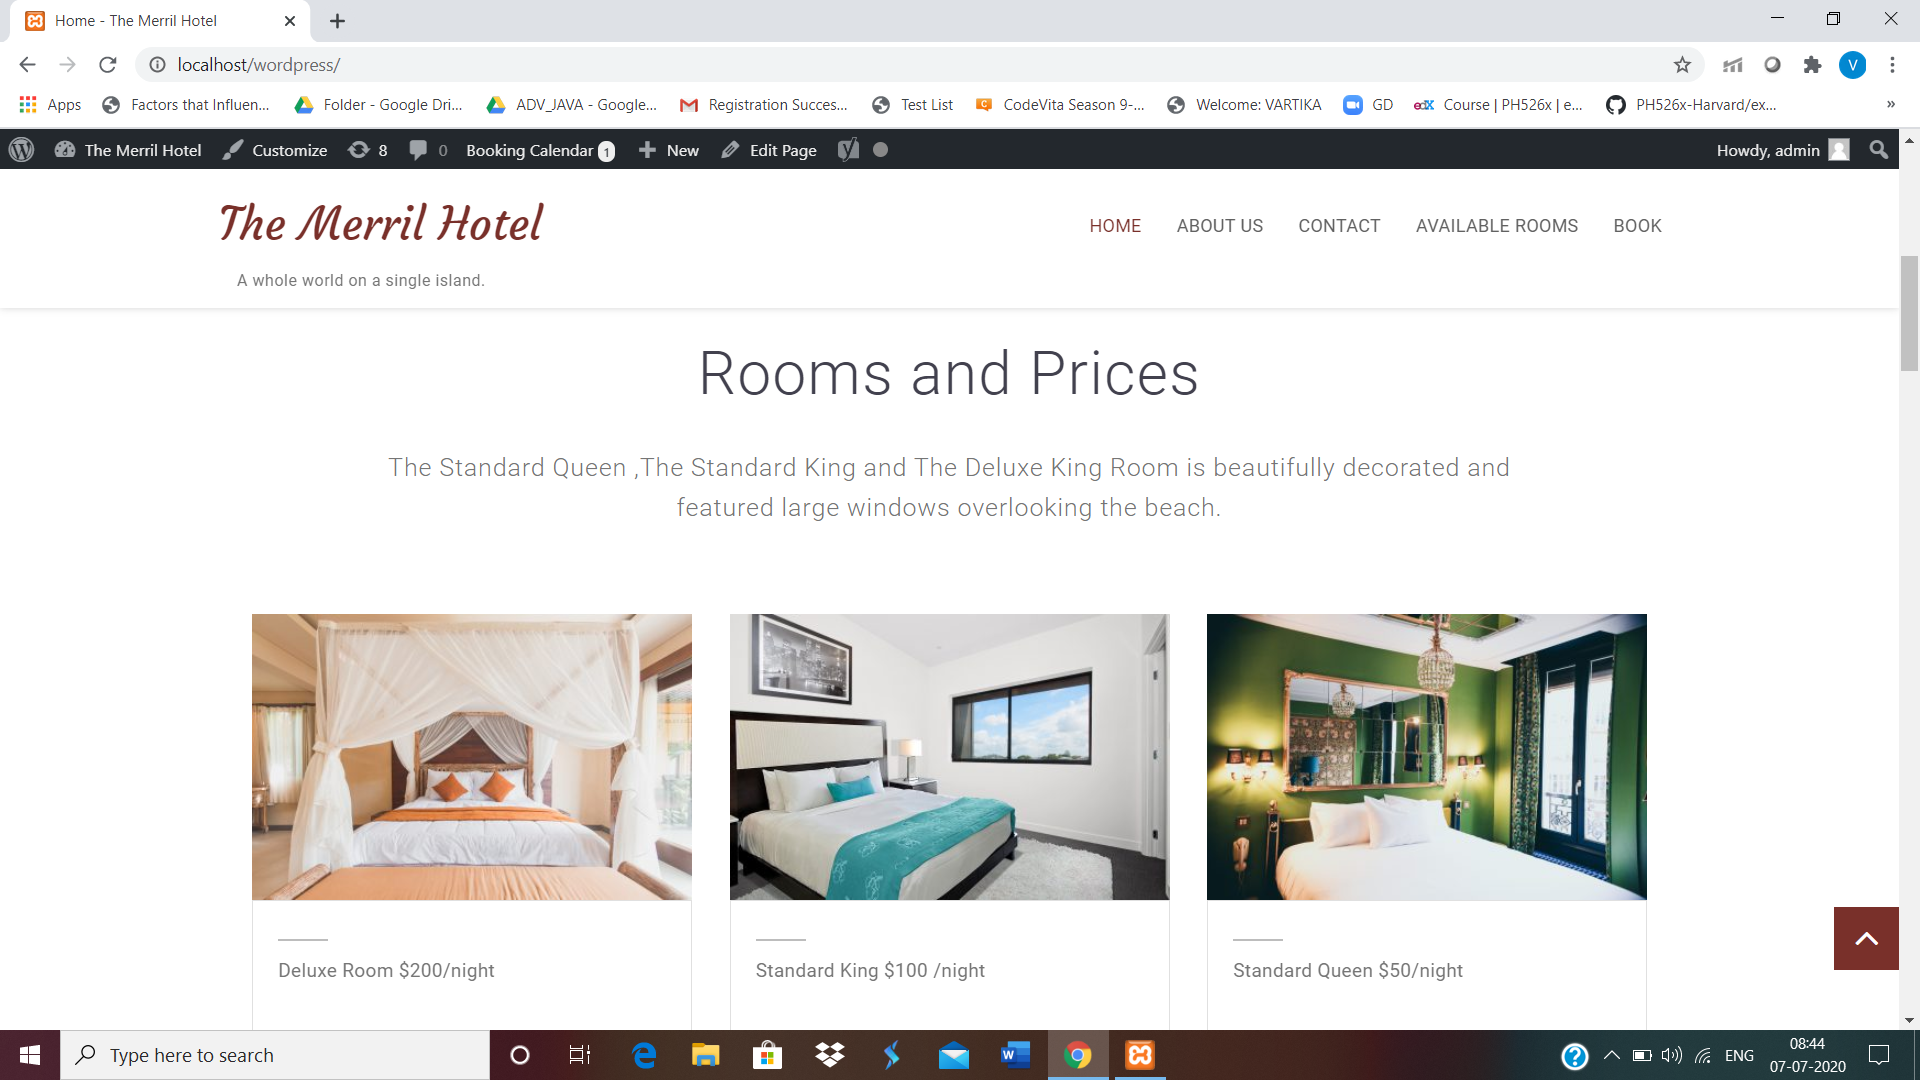 Home - The Merril Hotel
localhost/wordpress/
V
Apps
Factors that Influen...
Folder - Google Dri...
ADV_JAVA - Google...
Registration Succes...
Test List
CodeVita Season 9-...
Welcome: VARTIKA
GD
edX
Course | PH526x | e...
PH526x-Harvard/ex...
»
The Merril Hotel
Customize
8
0
Booking Calendar 1
New
Edit Page
Howdy, admin
The Merril Hotel
HOME
ABOUT US
CONTACT
AVAILABLE ROOMS
BOOK
A whole world on a single island.
Rooms and Prices
The Standard Queen ,The Standard King and The Deluxe King Room is beautifully decorated and
featured large windows overlooking the beach.
Deluxe Room $200/night
Standard King $100 /night
Standard Queen $50/night
Type here to search
ENG
08:44
07-07-2020